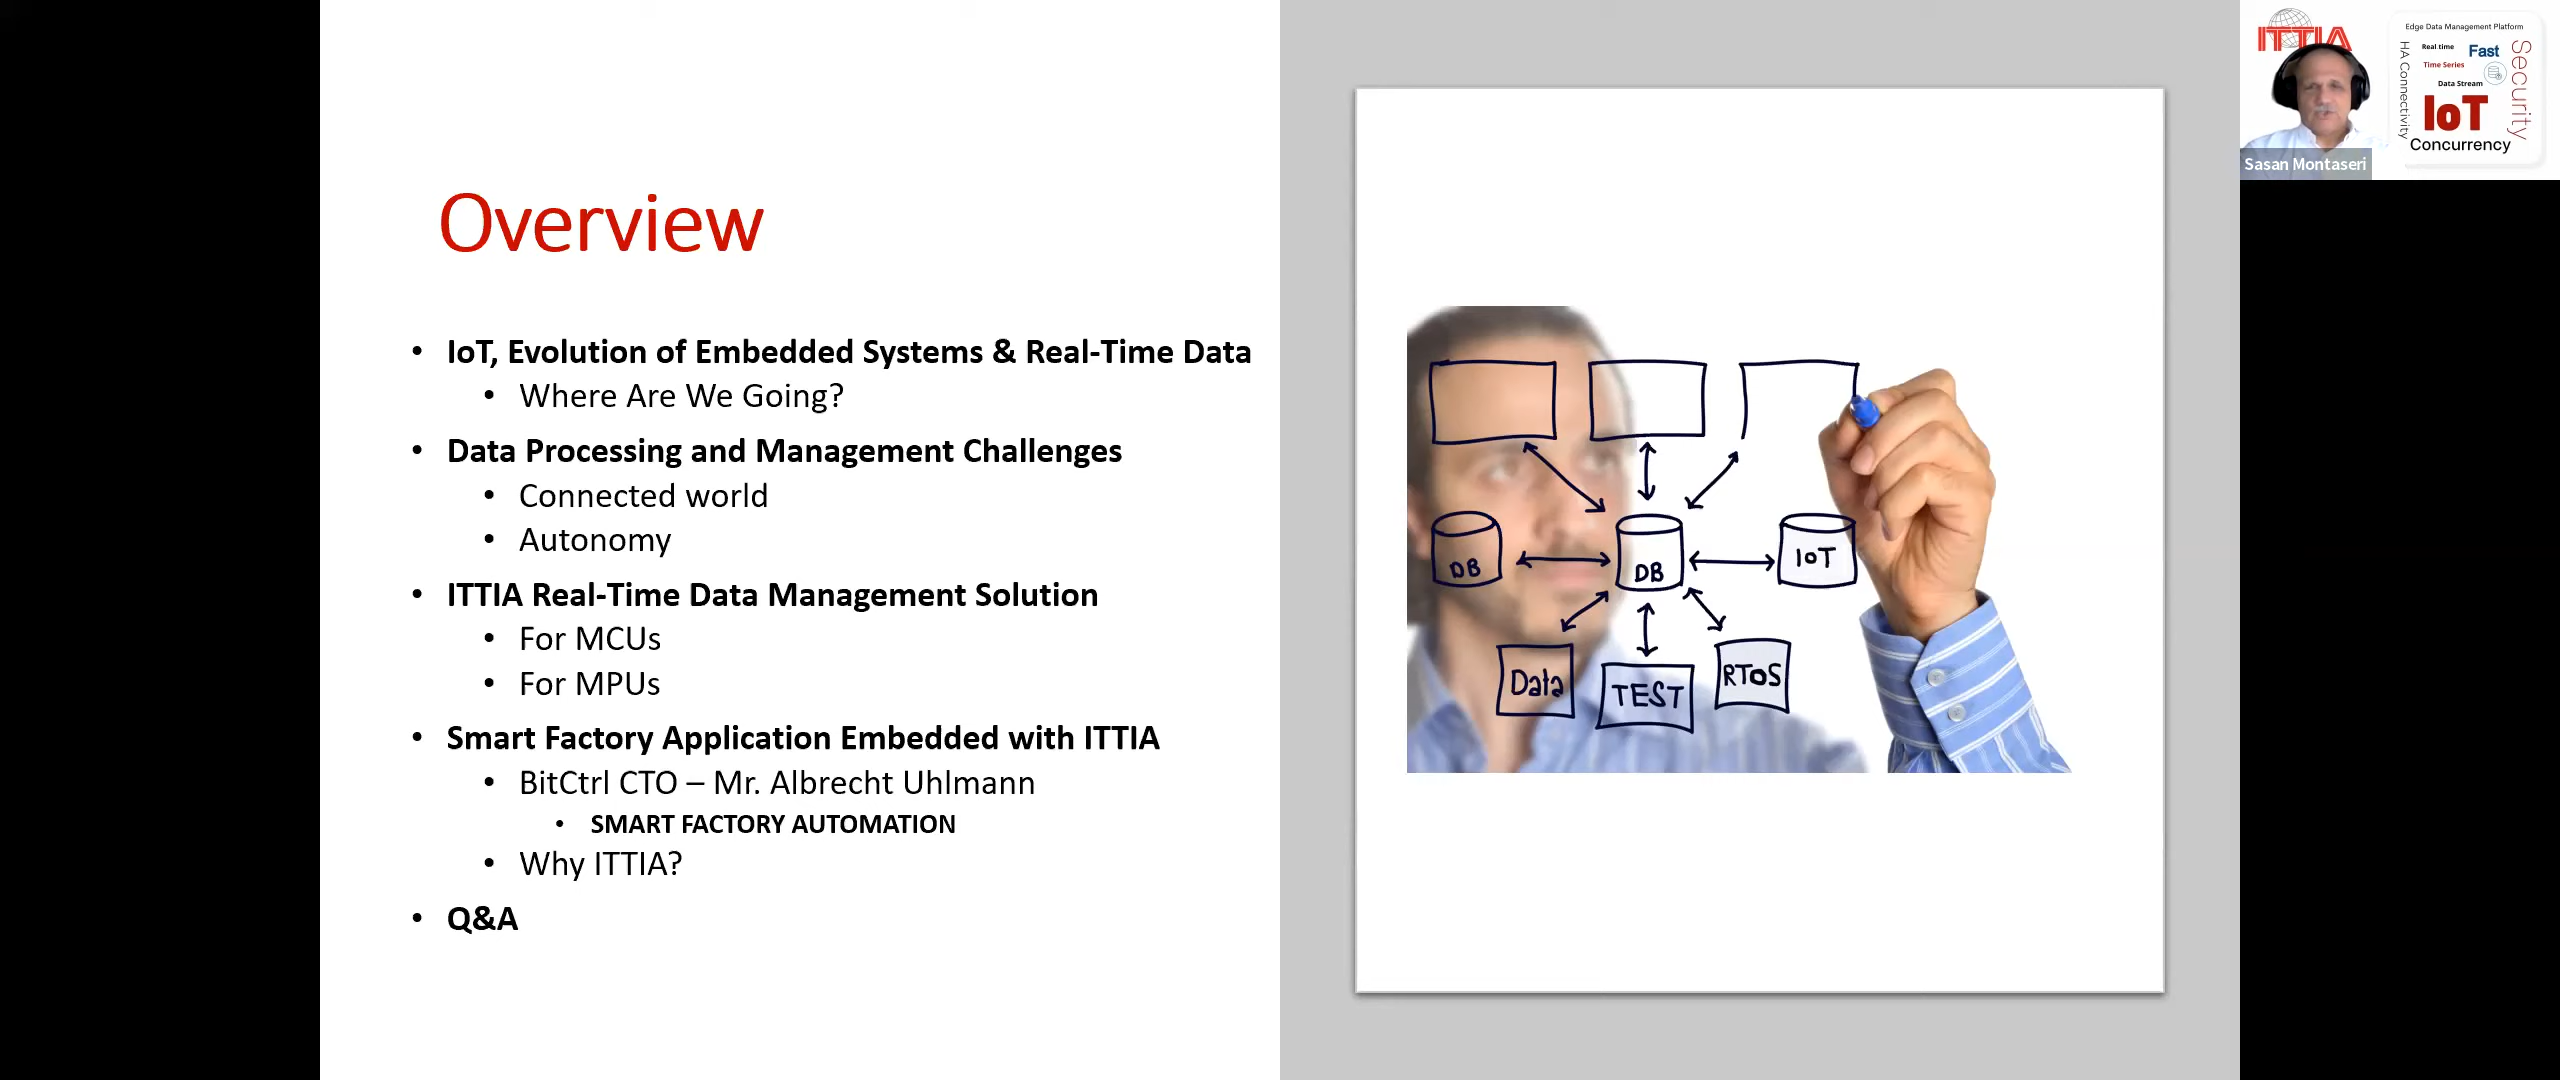 Overview
IoT, Evolution of Embedded Systems & Real-Time Data
Where Are We Going?
Data Processing and Management Challenges
Connected world
Autonomy
ITTIA Real-Time Data Management Solution
For MCUs
For MPUs
Smart Factory Application Embedded with ITTIA
BitCtrl CTO – Mr. Albrecht Uhlmann
SMART FACTORY AUTOMATION
Why ITTIA?
Q&A
DB
DB
IoT
Data
TEST
RTOS
ITTIA
Sasan Montaseri
Edge Data Management Platform
HA Connectivity
Real time
Fast
Time Series
Data Stream
IoT
Concurrency
Security